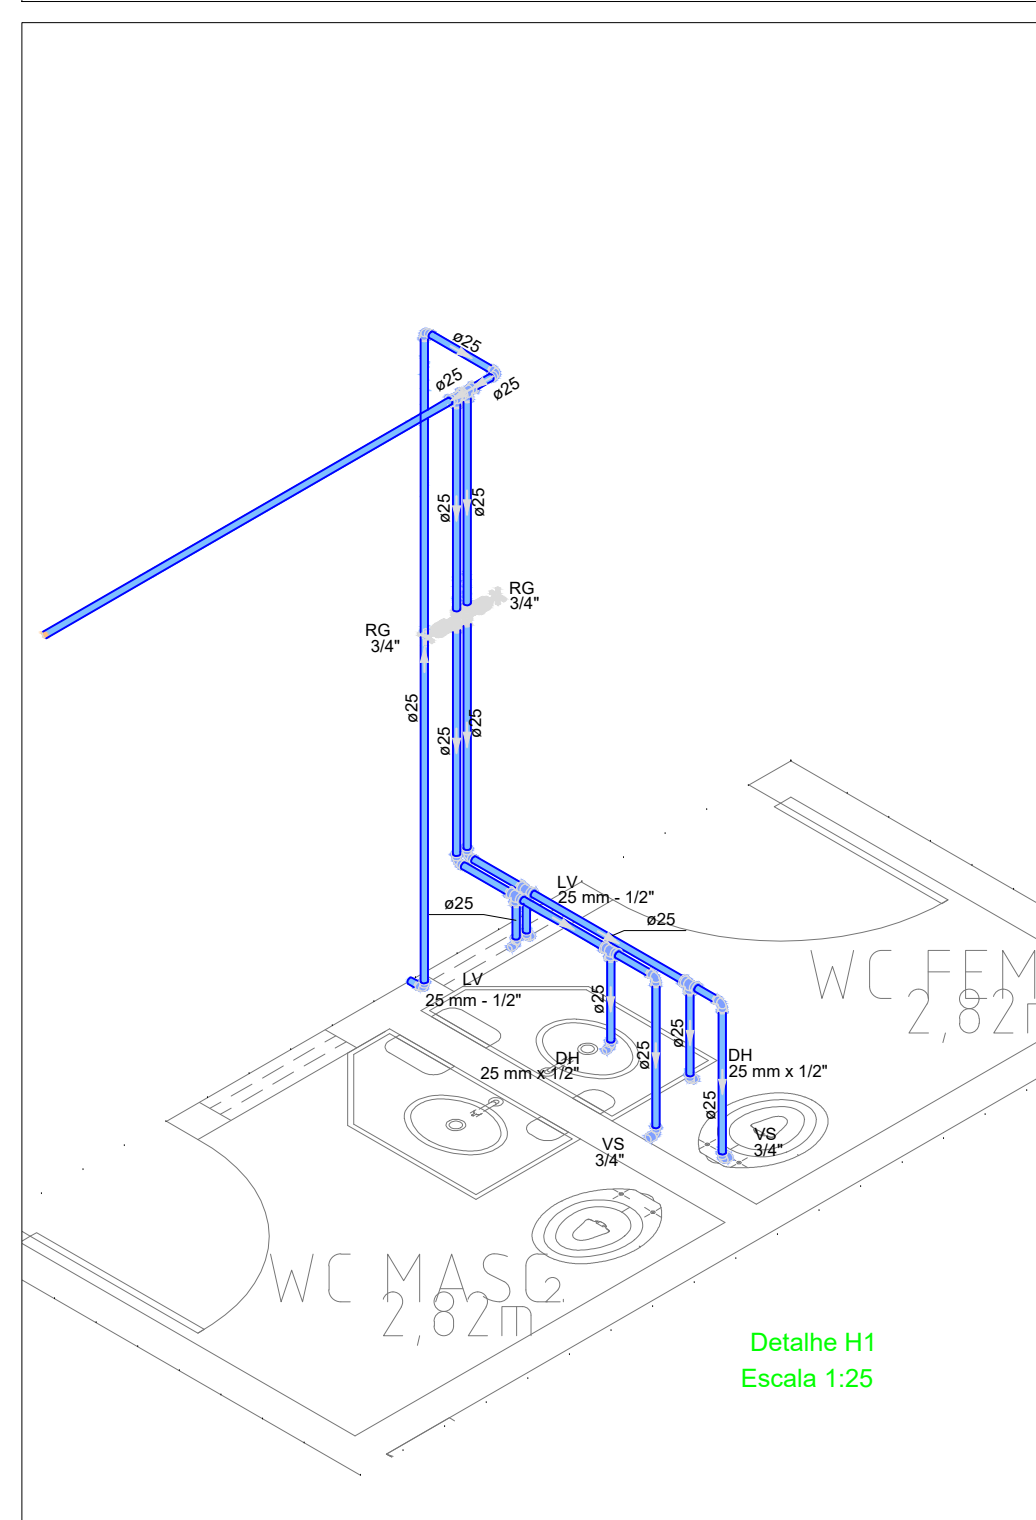 ø25
ø25
ø25
ø25
ø25
RG
3/4"
RG
3/4"
ø25
ø25
ø25
LV
25 mm - 1/2"
ø25
ø25
WC FEM
2,82m
LV
25 mm - 1/2"
ø25
ø25
ø25
DH
25 mm x 1/2"
DH
25 mm x 1/2"
ø25
VS
3/4"
VS
3/4"
WC MASC
2,82m²
Detalhe H1
Escala 1:25